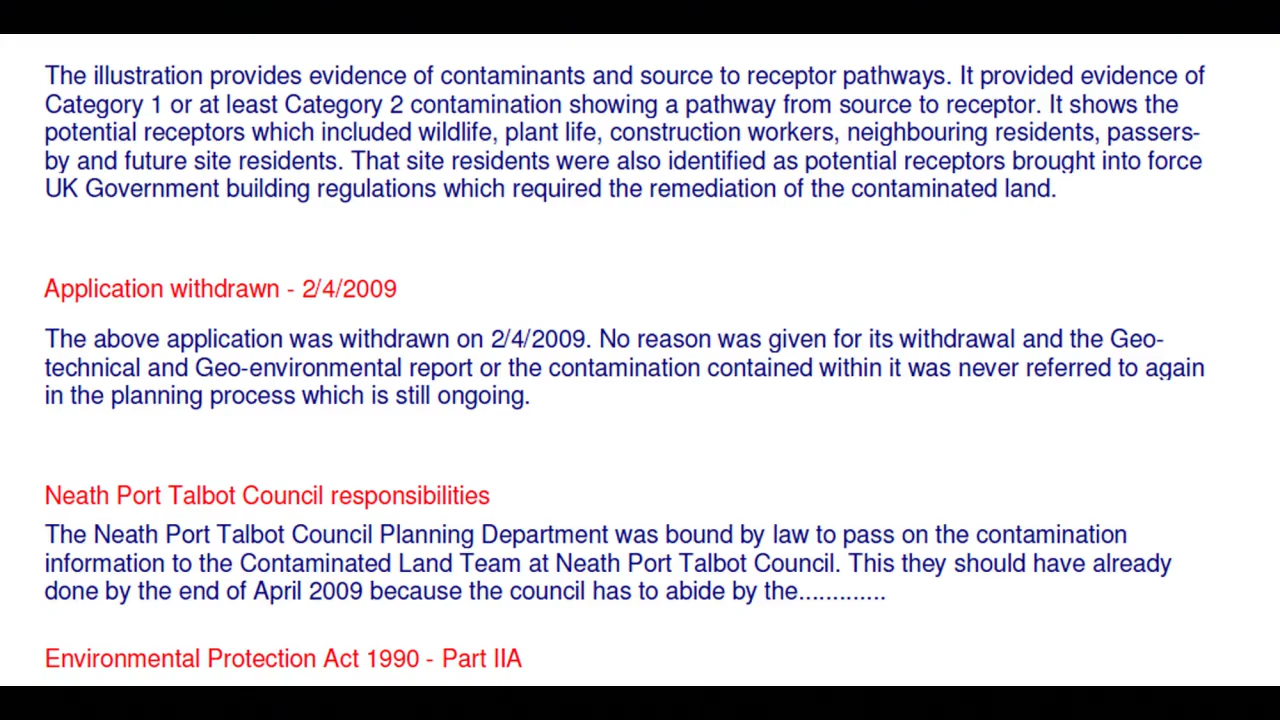 The illustration provides evidence of contaminants and source to receptor pathways. It provided evidence of
Category 1 or at least Category 2 contamination showing a pathway from source to receptor. It shows the
potential receptors which included wildlife, plant life, construction workers, neighbouring residents, passers-
by and future site residents. That site residents were also identified as potential receptors brought into force
UK Government building regulations which required the remediation of the contaminated land.
Application withdrawn - 2/4/2009
The above application was withdrawn on 2/4/2009. No reason was given for its withdrawal and the Geo-
technical and Geo-environmental report or the contamination contained within it was never referred to again
in the planning process which is still ongoing.
Neath Port Talbot Council responsibilities
The Neath Port Talbot Council Planning Department was bound by law to pass on the contamination
information to the Contaminated Land Team at Neath Port Talbot Council. This they should have already
done by the end of April 2009 because the council has to abide by the.............
Environmental Protection Act 1990 - Part IIA